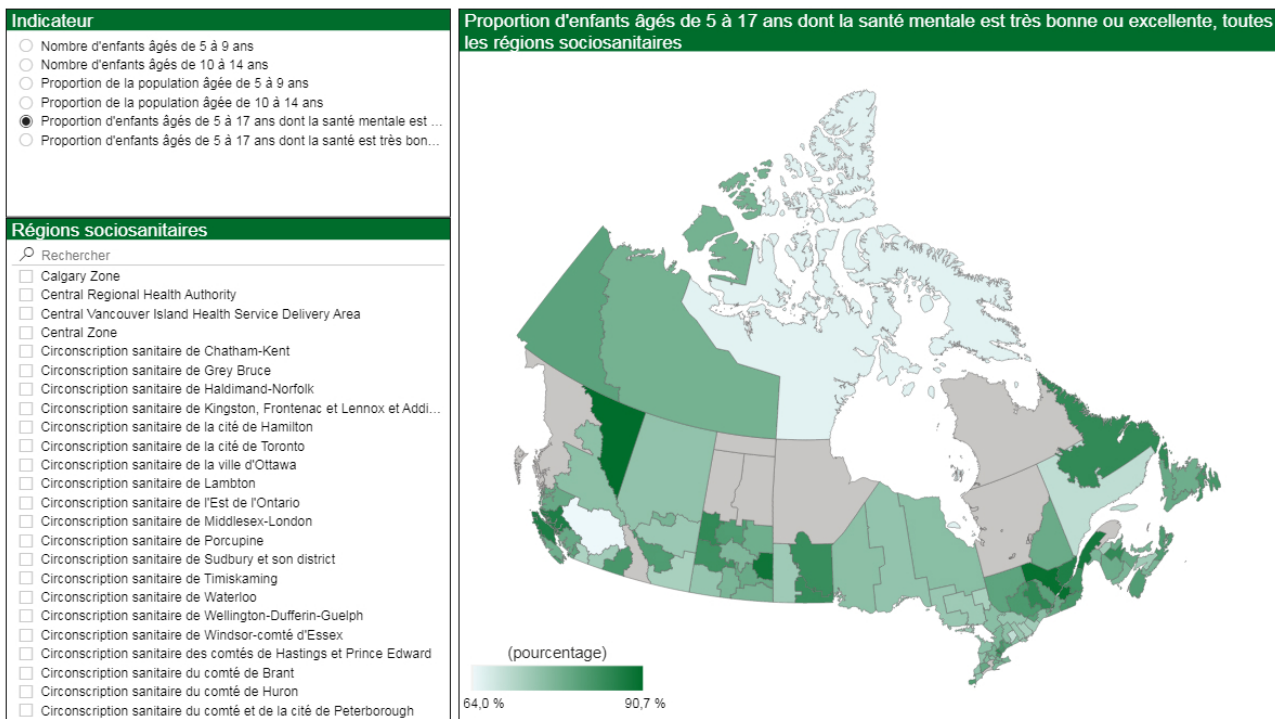 Indicateur
Nombre d'enfants âgés de 5 à 9 ans
Nombre d'enfants âgés de 10 à 14 ans
Proportion de la population âgée de 5 à 9 ans
Proportion de la population âgée de 10 à 14 ans
Proportion d'enfants âgés de 5 à 17 ans dont la santé mentale est ...
Proportion d'enfants âgés de 5 à 17 ans dont la santé est très bon...
Régions sociosanitaires
Rechercher
Calgary Zone
Central Regional Health Authority
Central Vancouver Island Health Service Delivery Area
Central Zone
Circonscription sanitaire de Chatham-Kent
Circonscription sanitaire de Grey Bruce
Circonscription sanitaire de Haldimand-Norfolk
Circonscription sanitaire de Kingston, Frontenac et Lennox et Addi...
Circonscription sanitaire de la cité de Hamilton
Circonscription sanitaire de la cité de Toronto
Circonscription sanitaire de la ville d'Ottawa
Circonscription sanitaire de Lambton
Circonscription sanitaire de l'Est de l'Ontario
Circonscription sanitaire de Middlesex-London
Circonscription sanitaire de Porcupine
Circonscription sanitaire de Sudbury et son district
Circonscription sanitaire de Timiskaming
Circonscription sanitaire de Waterloo
Circonscription sanitaire de Wellington-Dufferin-Guelph
Circonscription sanitaire de Windsor-comté d'Essex
Circonscription sanitaire des comtés de Hastings et Prince Edward
Circonscription sanitaire du comté de Brant
Circonscription sanitaire du comté de Huron
Circonscription sanitaire du comté et de la cité de Peterborough
Proportion d'enfants âgés de 5 à 17 ans dont la santé mentale est très bonne ou excellente, toutes
les régions sociosanitaires
(pourcentage)
64,0 % 90,7 %